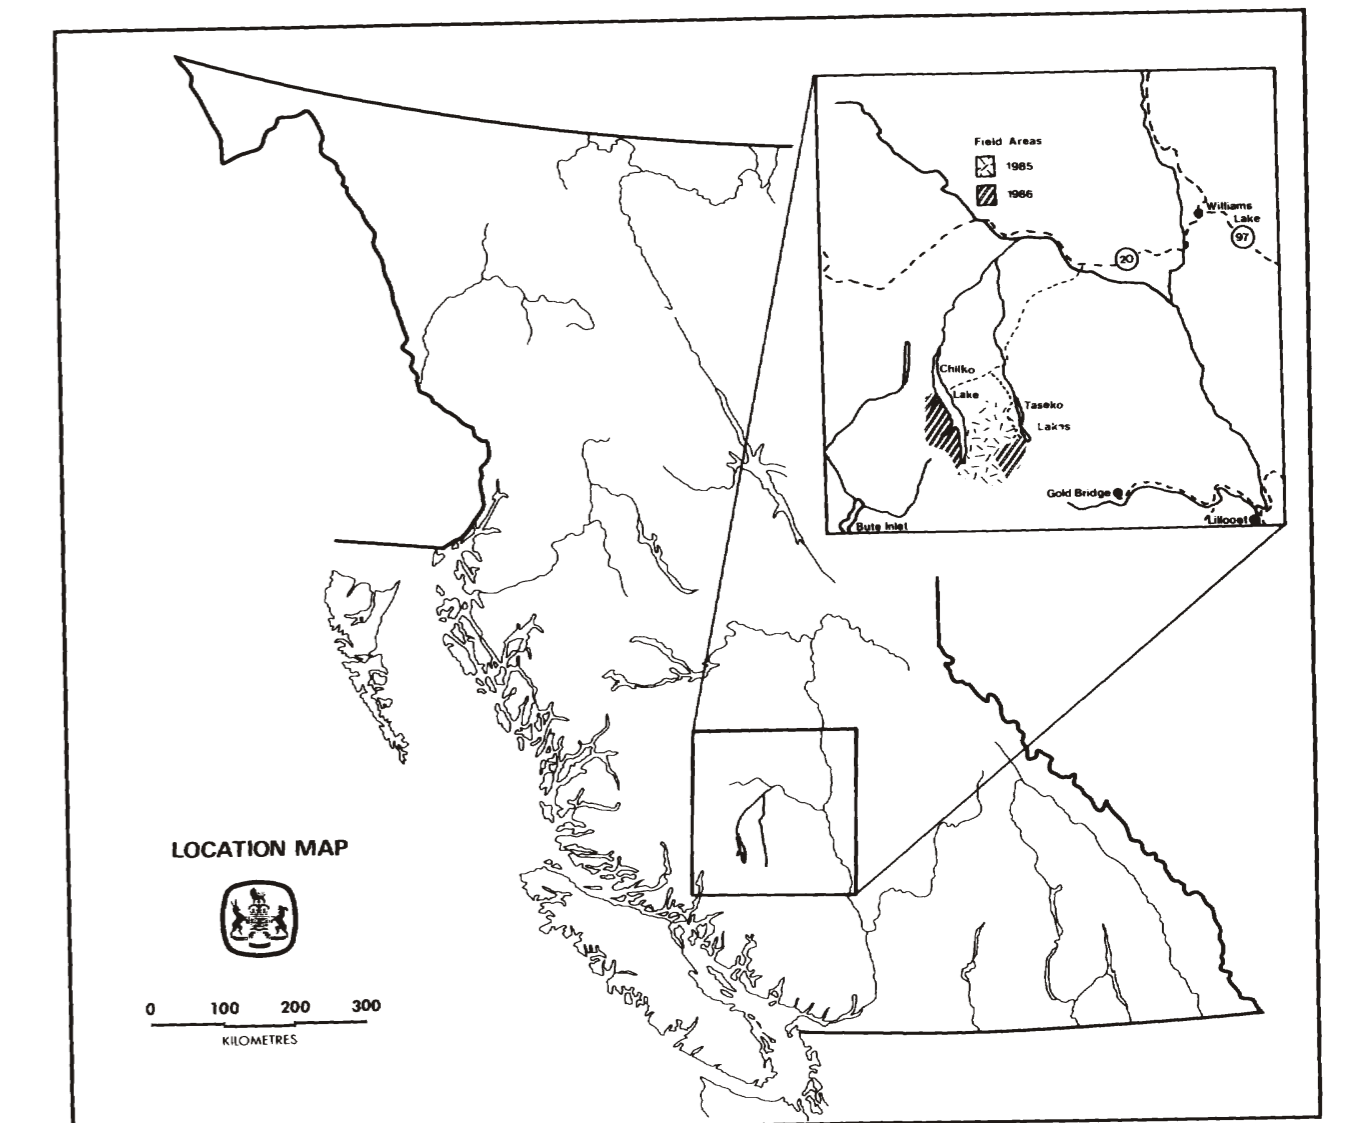 Field Areas
1985
1986
Williams
Lake
97
20
Chilko
Lake
Taseko
Lakes
Gold Bridge
Lillooet
Bute Inlet
LOCATION MAP
0 100 200 300
KILOMETRES